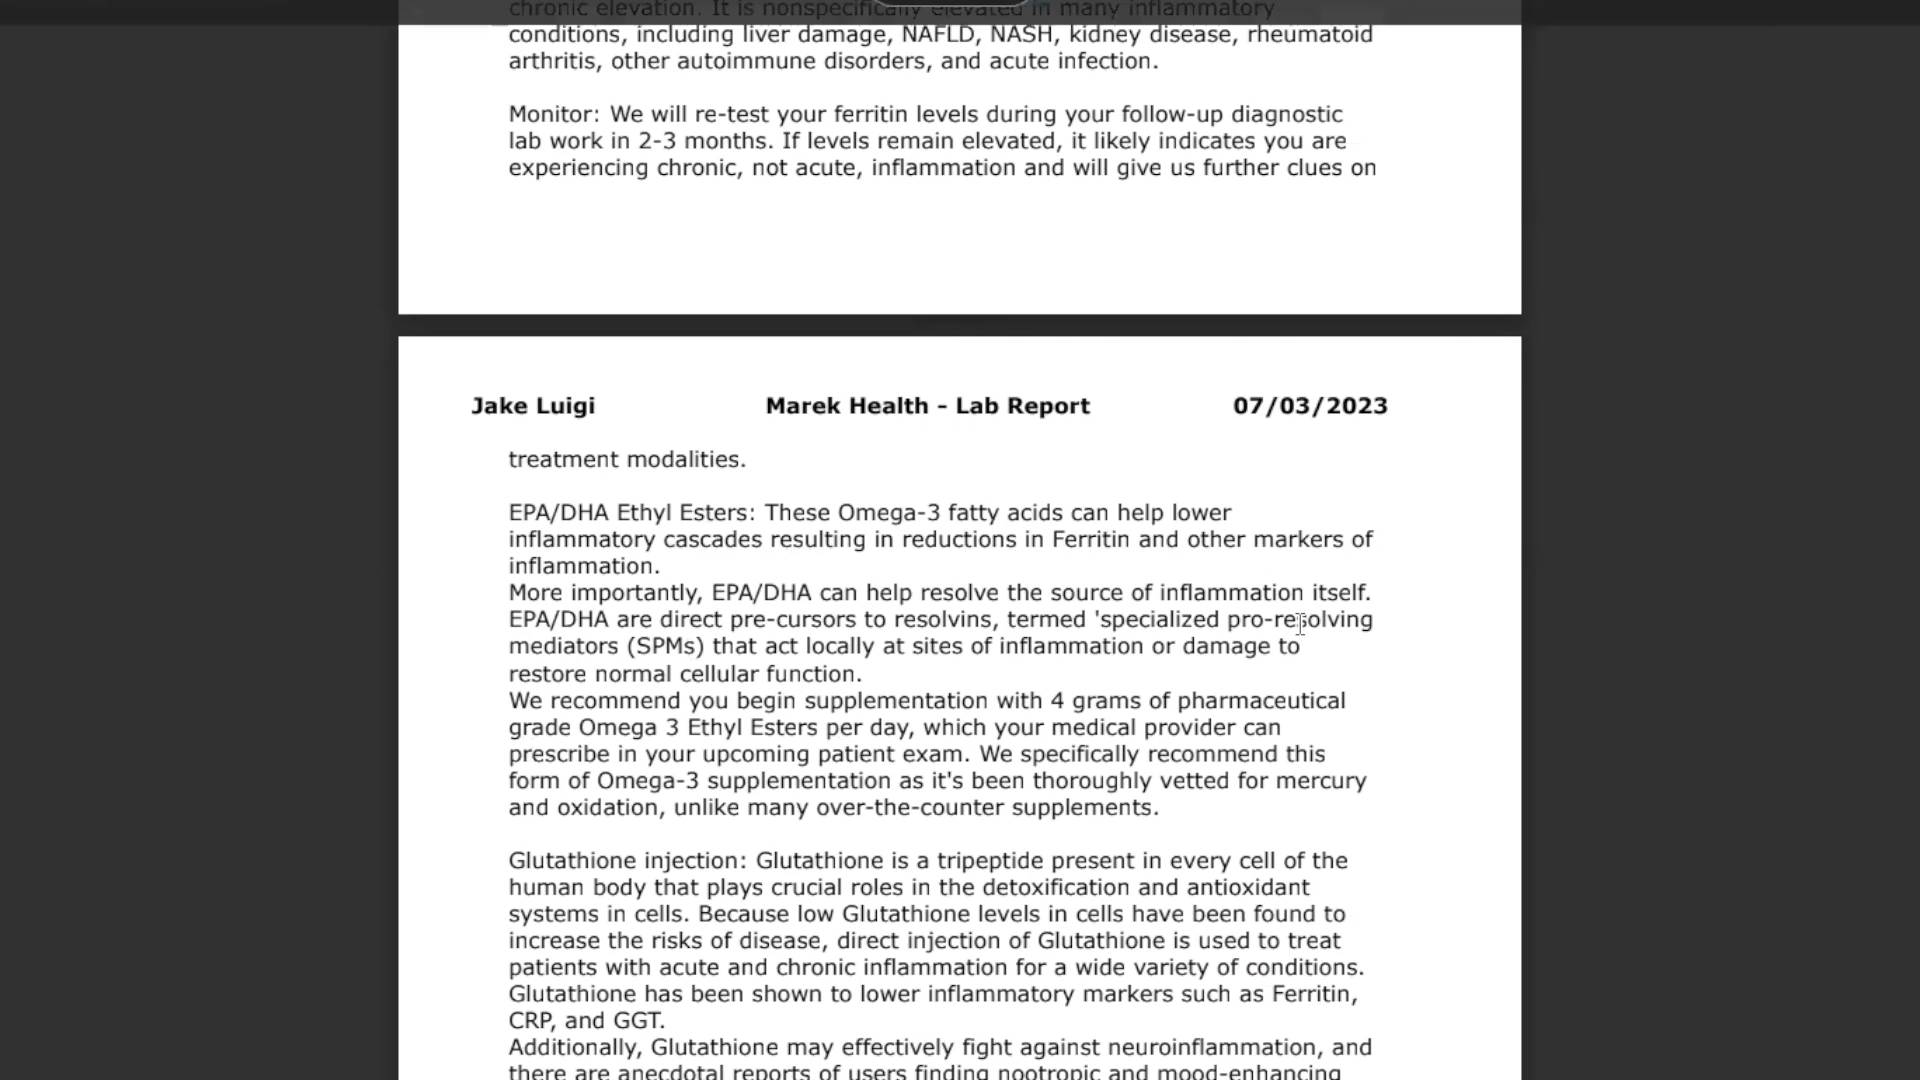 chronic elevation. It is nonspecifically elevated in many inflammatory
conditions, including liver damage, NAFLD, NASH, kidney disease, rheumatoid
arthritis, other autoimmune disorders, and acute infection.
Monitor: We will re-test your ferritin levels during your follow-up diagnostic
lab work in 2-3 months. If levels remain elevated, it likely indicates you are
experiencing chronic, not acute, inflammation and will give us further clues on
Jake Luigi Marek Health - Lab Report 07/03/2023
treatment modalities.
EPA/DHA Ethyl Esters: These Omega-3 fatty acids can help lower
inflammatory cascades resulting in reductions in Ferritin and other markers of
inflammation.
More importantly, EPA/DHA can help resolve the source of inflammation itself.
EPA/DHA are direct pre-cursors to resolvins, termed 'specialized pro-resolving
mediators (SPMs) that act locally at sites of inflammation or damage to
restore normal cellular function.
We recommend you begin supplementation with 4 grams of pharmaceutical
grade Omega 3 Ethyl Esters per day, which your medical provider can
prescribe in your upcoming patient exam. We specifically recommend this
form of Omega-3 supplementation as it's been thoroughly vetted for mercury
and oxidation, unlike many over-the-counter supplements.
Glutathione injection: Glutathione is a tripeptide present in every cell of the
human body that plays crucial roles in the detoxification and antioxidant
systems in cells. Because low Glutathione levels in cells have been found to
increase the risks of disease, direct injection of Glutathione is used to treat
patients with acute and chronic inflammation for a wide variety of conditions.
Glutathione has been shown to lower inflammatory markers such as Ferritin,
CRP, and GGT.
Additionally, Glutathione may effectively fight against neuroinflammation, and
there are anecdotal reports of users finding nootropic and mood-enhancing